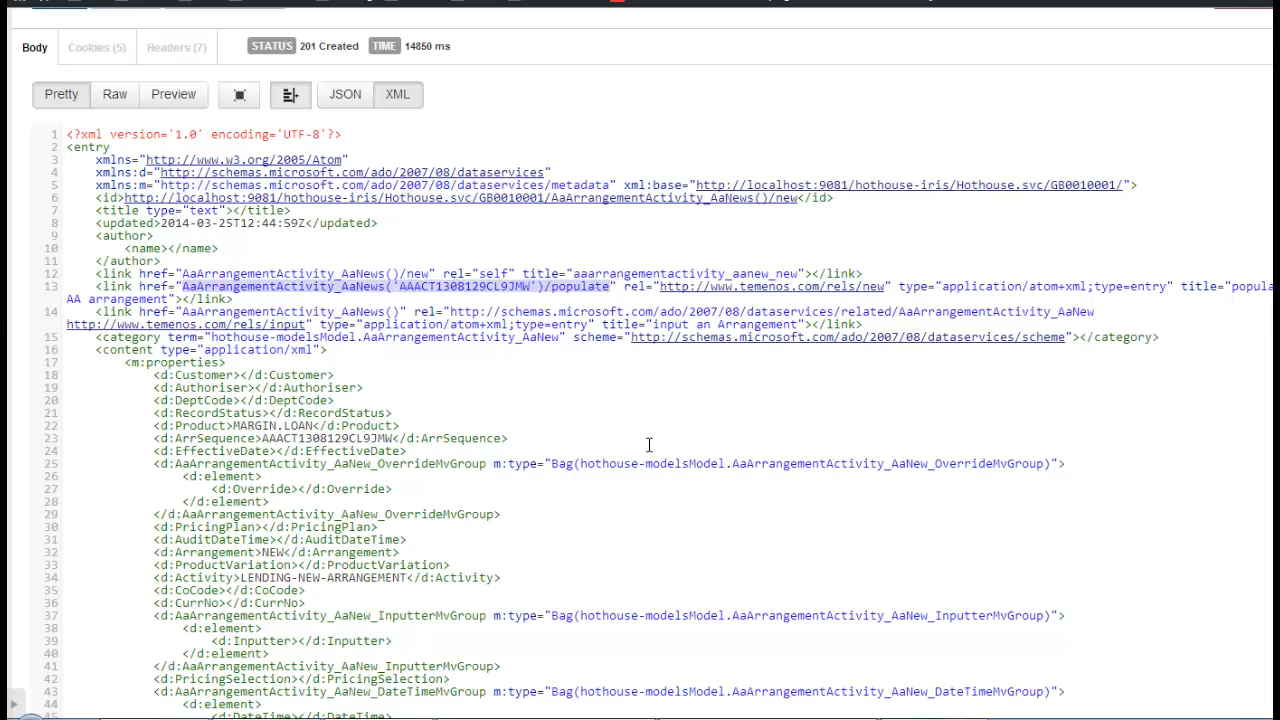 Body Cookies (5) Headers (7) STATUS 201 Created TIME 14850 ms
Pretty Raw Preview JSON XML
1 <?xml version='1.0' encoding='UTF-8'?>
2 <entry
3 xmlns="http://www.w3.org/2005/Atom"
4 xmlns:d="http://schemas.microsoft.com/ado/2007/08/dataservices"
5 xmlns:m="http://schemas.microsoft.com/ado/2007/08/dataservices/metadata" xml:base="http://localhost:9081/hothouse-iris/Hothouse.svc/GB0010001/">
6 <id>http://localhost:9081/hothouse-iris/Hothouse.svc/GB0010001/AaArrangementActivity_AaNews()/new</id>
7 <title type="text"></title>
8 <updated>2014-03-25T12:44:59Z</updated>
9 <author>
10 <name></name>
11 </author>
12 <link href="AaArrangementActivity_AaNews()/new" rel="self" title="aaarrangementactivity_aanew_new"></link>
13 <link href="AaArrangementActivity_AaNews('AAACT1308129CL9JMW')/populate" rel="http://www.temenos.com/rels/new" type="application/atom+xml;type=entry" title="popula
AA arrangement"></link>
14 <link href="AaArrangementActivity_AaNews()" rel="http://schemas.microsoft.com/ado/2007/08/dataservices/related/AaArrangementActivity_AaNew
http://www.temenos.com/rels/input" type="application/atom+xml;type=entry" title="input an Arrangement"></link>
15 <category term="hothouse-modelsModel.AaArrangementActivity_AaNew" scheme="http://schemas.microsoft.com/ado/2007/08/dataservices/scheme"></category>
16 <content type="application/xml">
17 <m:properties>
18 <d:Customer></d:Customer>
19 <d:Authoriser></d:Authoriser>
20 <d:DeptCode></d:DeptCode>
21 <d:RecordStatus></d:RecordStatus>
22 <d:Product>MARGIN.LOAN</d:Product>
23 <d:ArrSequence>AAACT1308129CL9JMW</d:ArrSequence>
24 <d:EffectiveDate></d:EffectiveDate>
25 <d:AaArrangementActivity_AaNew_OverrideMvGroup m:type="Bag(hothouse-modelsModel.AaArrangementActivity_AaNew_OverrideMvGroup)">
26 <d:element>
27 <d:Override></d:Override>
28 </d:element>
29 </d:AaArrangementActivity_AaNew_OverrideMvGroup>
30 <d:PricingPlan></d:PricingPlan>
31 <d:AuditDateTime></d:AuditDateTime>
32 <d:Arrangement>NEW</d:Arrangement>
33 <d:ProductVariation></d:ProductVariation>
34 <d:Activity>LENDING-NEW-ARRANGEMENT</d:Activity>
35 <d:CoCode></d:CoCode>
36 <d:CurrNo></d:CurrNo>
37 <d:AaArrangementActivity_AaNew_InputterMvGroup m:type="Bag(hothouse-modelsModel.AaArrangementActivity_AaNew_InputterMvGroup)">
38 <d:element>
39 <d:Inputter></d:Inputter>
40 </d:element>
41 </d:AaArrangementActivity_AaNew_InputterMvGroup>
42 <d:PricingSelection></d:PricingSelection>
43 <d:AaArrangementActivity_AaNew_DateTimeMvGroup m:type="Bag(hothouse-modelsModel.AaArrangementActivity_AaNew_DateTimeMvGroup)">
44 <d:element>
45 <d:DateTime></d:DateTime>